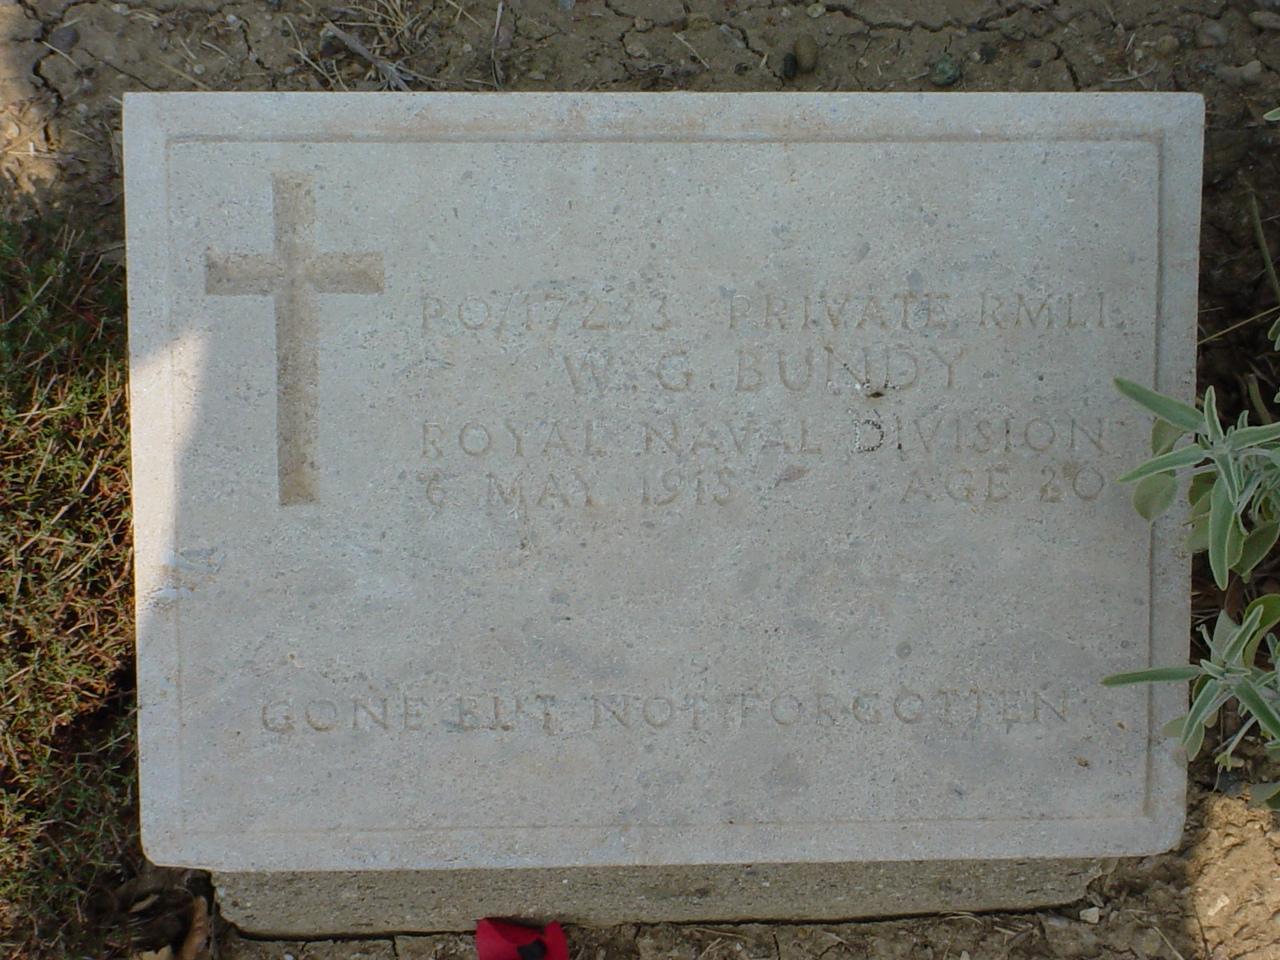 PO/17233 PRIVATE RMLI.
W. G. BUNDY
ROYAL NAVAL DIVISION
6 MAY 1915 AGE 20
GONE BUT NOT FORGOTTEN